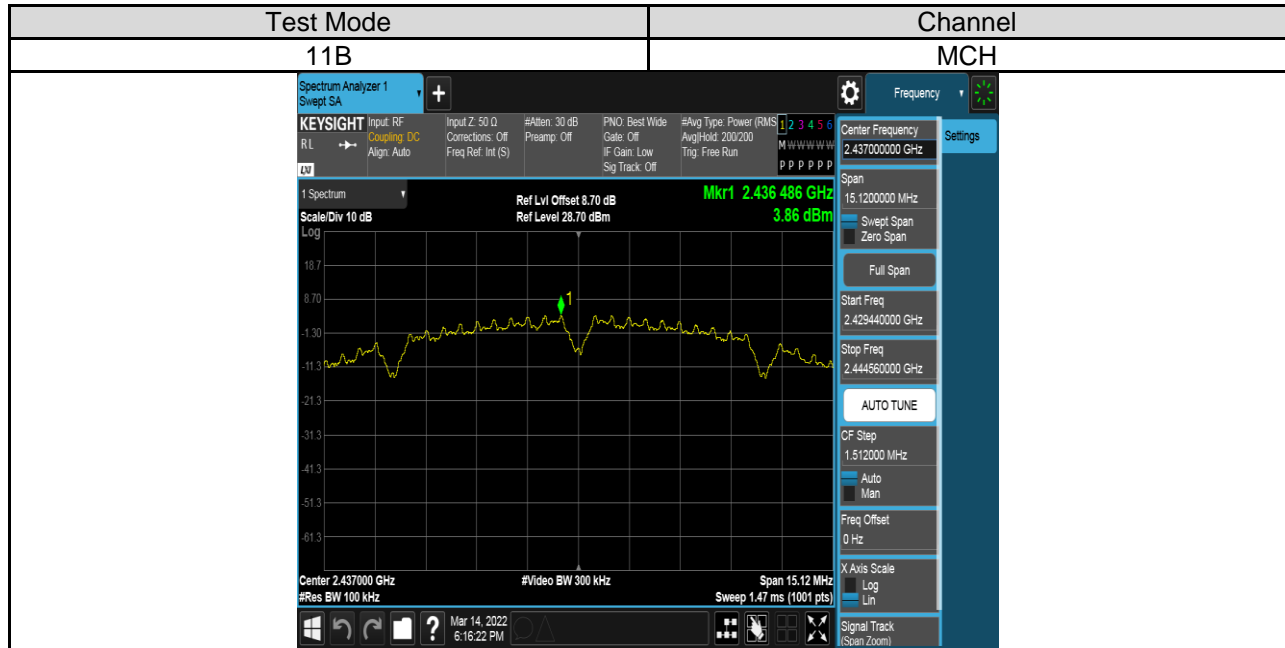 Test Mode Channel
11B MCH
Spectrum Analyzer 1
Swept SA
+
Frequency
KEYSIGHT Input: RF Input Z: 50 Ω #Atten: 30 dB PNO: Best Wide #Avg Type: Power (RMS 1 2 3 4 5 6
RL Coupling: DC Corrections: Off Preamp: Off Gate: Off Avg|Hold: 200/200 M W W W W W
Align: Auto Freq Ref: Int (S) IF Gain: Low Trig: Free Run
LXI Sig Track: Off P P P P P P
1 Spectrum Ref Lvl Offset 8.70 dB Mkr1 2.436 486 GHz
Scale/Div 10 dB Ref Level 28.70 dBm 3.86 dBm
Log
18.7
8.70
1
-1.30
-11.3
-21.3
-31.3
-41.3
-51.3
-61.3
Center 2.437000 GHz #Video BW 300 kHz Span 15.12 MHz
#Res BW 100 kHz Sweep 1.47 ms (1001 pts)
? Mar 14, 2022
6:16:22 PM
Center Frequency
2.437000000 GHz
Settings
Span
15.1200000 MHz
Swept Span
Zero Span
Full Span
Start Freq
2.429440000 GHz
Stop Freq
2.444560000 GHz
AUTO TUNE
CF Step
1.512000 MHz
Auto
Man
Freq Offset
0 Hz
X Axis Scale
Log
Lin
Signal Track
(Span Zoom)